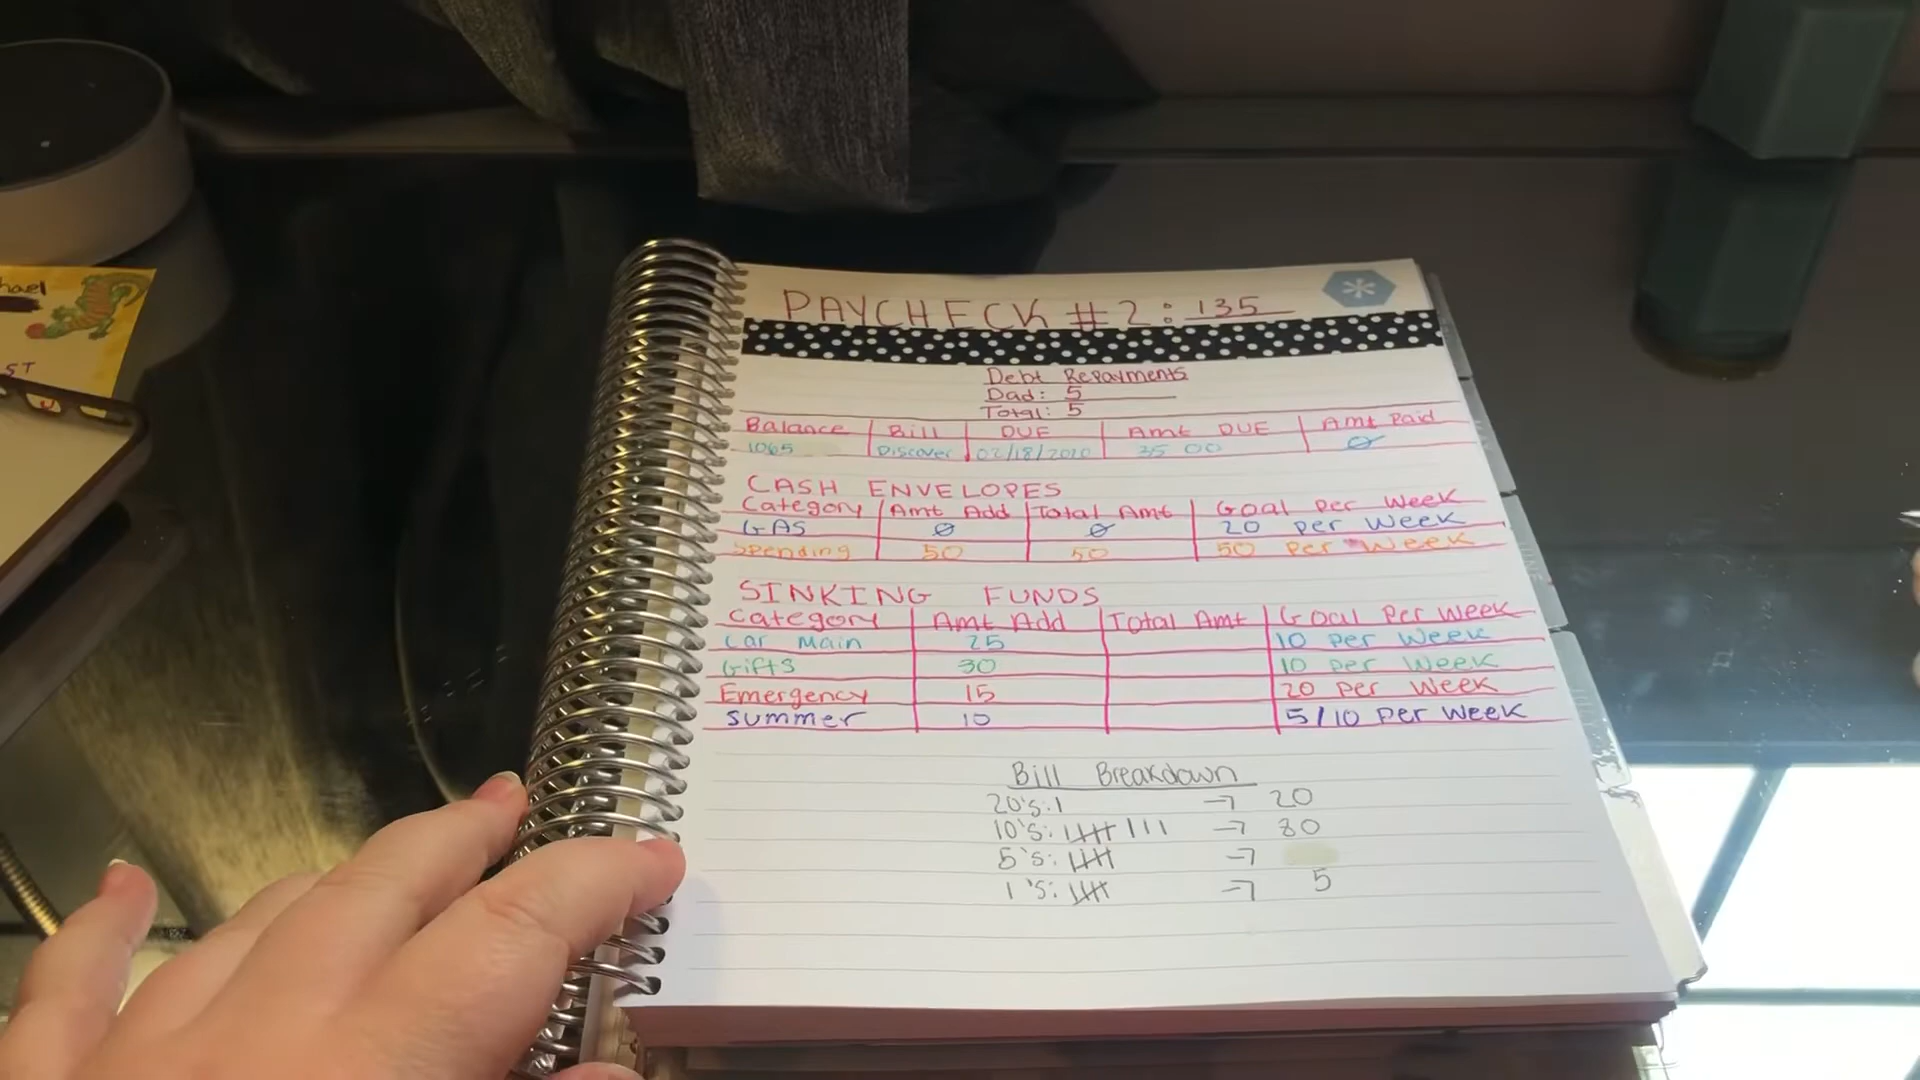 hael
ST
PAYCHECK #2: 135
Debt Repayments
Dad: 5
Total: 5
Balance Bill DUE Amt DUE Amt Paid
1065 Discover 02/18/2020 35 00 Ø
CASH ENVELOPES
Category Amt Add Total Amt Goal Per Week
GAS Ø Ø 20 per Week
Spending 50 50 50 per Week
SINKING FUNDS
Category Amt Add Total Amt Goal Per Week
Car Main 25 10 per Week
Gifts 30 10 per Week
Emergency 15 20 per Week
Summer 10 5/10 per Week
Bill Breakdown
20's: 1 → 20
10's: 𝍸 III → 80
5's: 𝍸 →
1's: 𝍸 → 5